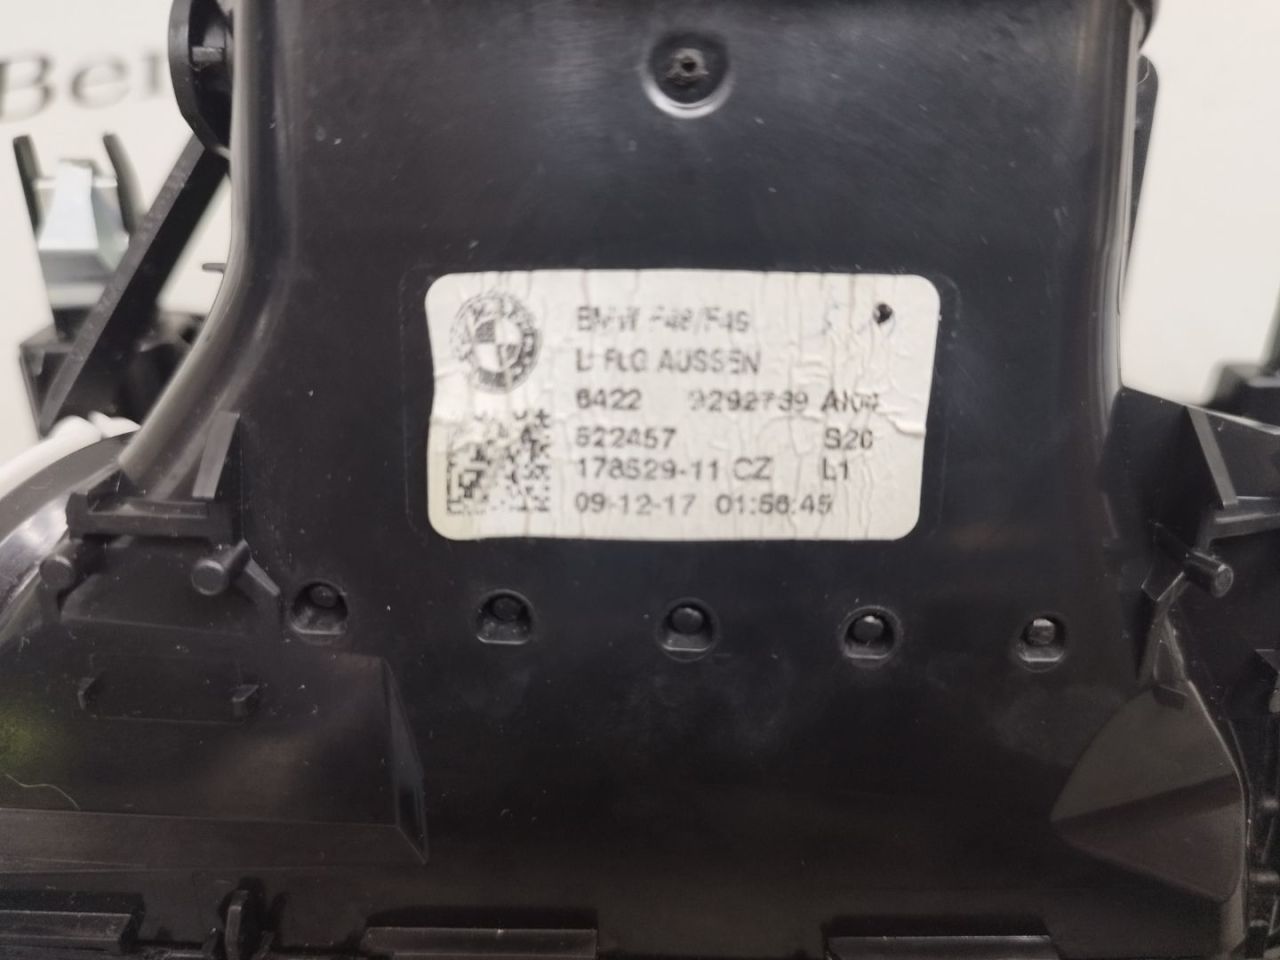 Be
BMW F48/F49
L: FLG AUSSEN
6422 9292739 AI04
522457 S20
178529-11 CZ L1
09-12-17 01:56:45